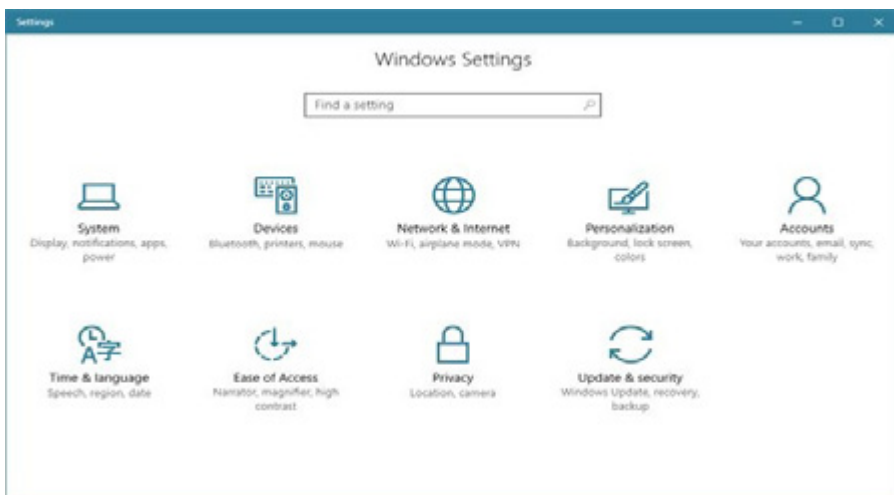 Settings
Windows Settings
Find a setting
System
Display, notifications, apps,
power
Devices
Bluetooth, printers, mouse
Network & Internet
Wi-Fi, airplane mode, VPN
Personalization
Background, lock screen,
colors
Accounts
Your accounts, email, sync,
work, family
A字
Time & language
Speech, region, date
Ease of Access
Narrator, magnifier, high
contrast
Privacy
Location, camera
Update & security
Windows Update, recovery,
backup